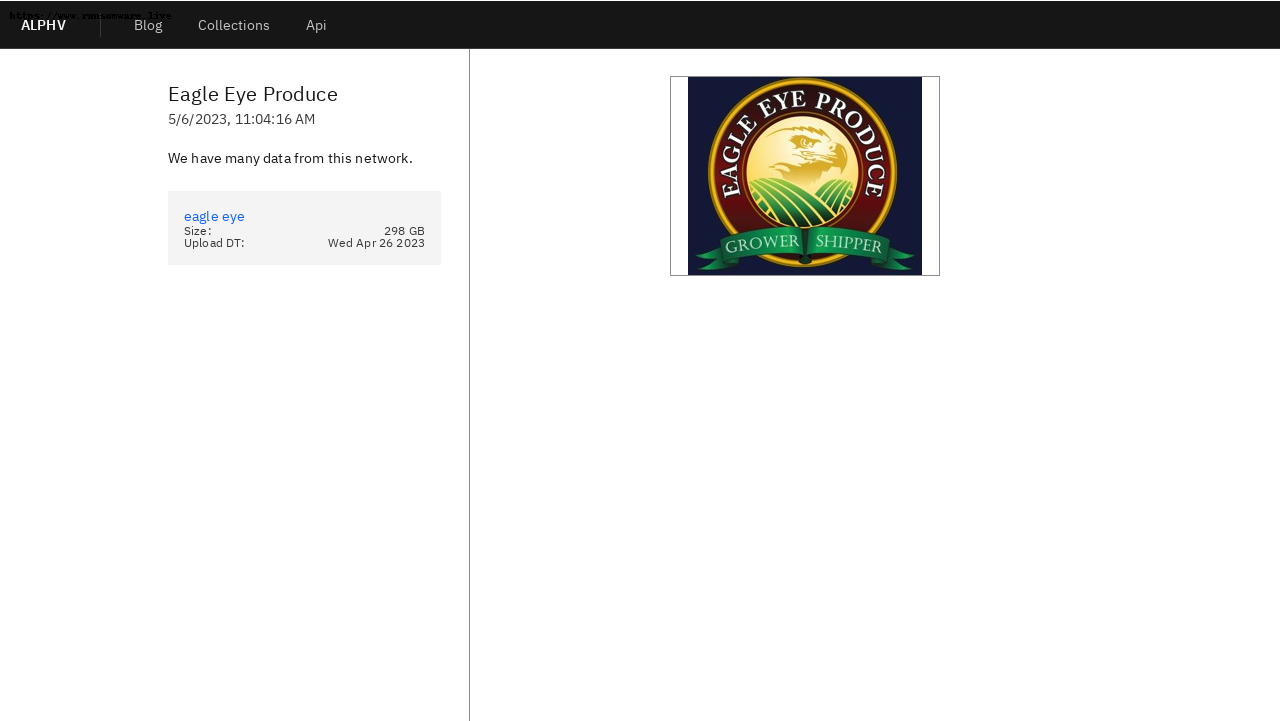 https://www.ransomware.live
ALPHV
Blog
Collections
Api
Eagle Eye Produce
5/6/2023, 11:04:16 AM
We have many data from this network.
eagle eye
Size: 298 GB
Upload DT: Wed Apr 26 2023
EAGLE EYE PRODUCE
GROWER SHIPPER